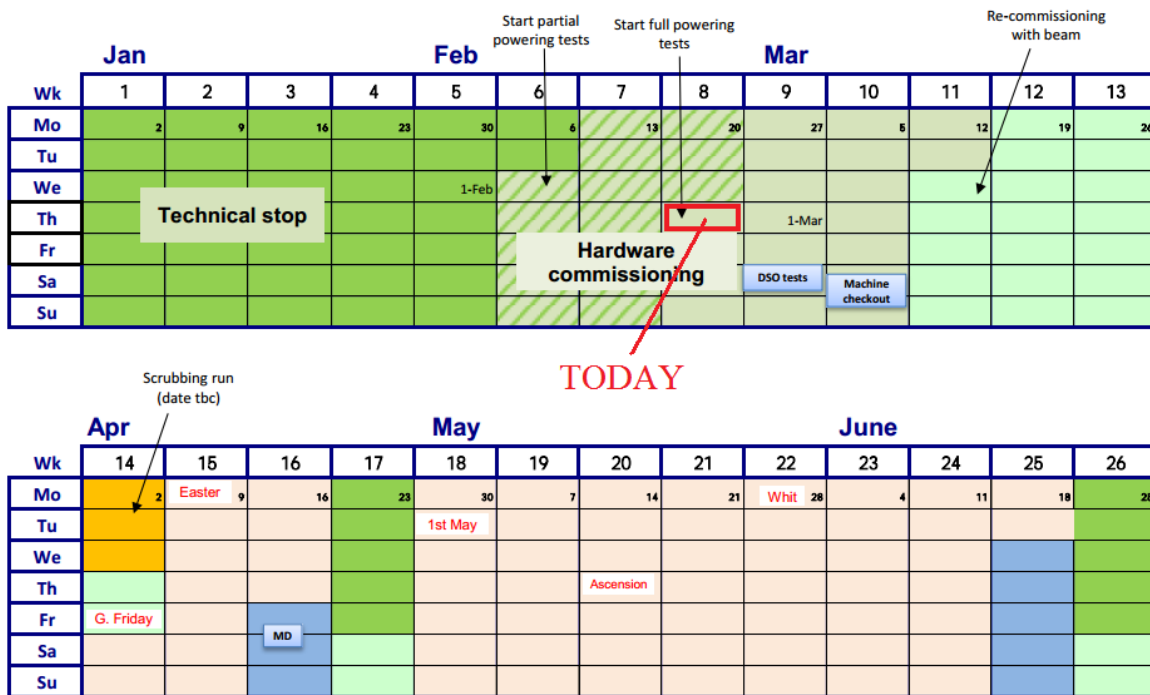 Start partial
powering tests
Start full powering
tests
Re-commissioning
with beam
Jan Feb Mar
Wk 1 2 3 4 5 6 7 8 9 10 11 12 13
Mo 2 9 16 23 30 6 13 20 27 5 12 19 26
Tu
We 1-Feb
Th Technical stop 1-Mar
Fr Hardware
commissioning
Sa DSO tests Machine
checkout
Su
TODAY
Scrubbing run
(date tbc)
Apr May June
Wk 14 15 16 17 18 19 20 21 22 23 24 25 26
Mo 2 Easter 9 16 23 30 7 14 21 Whit 28 4 11 18 25
Tu 1st May
We
Th Ascension
Fr G. Friday
MD
Sa
Su